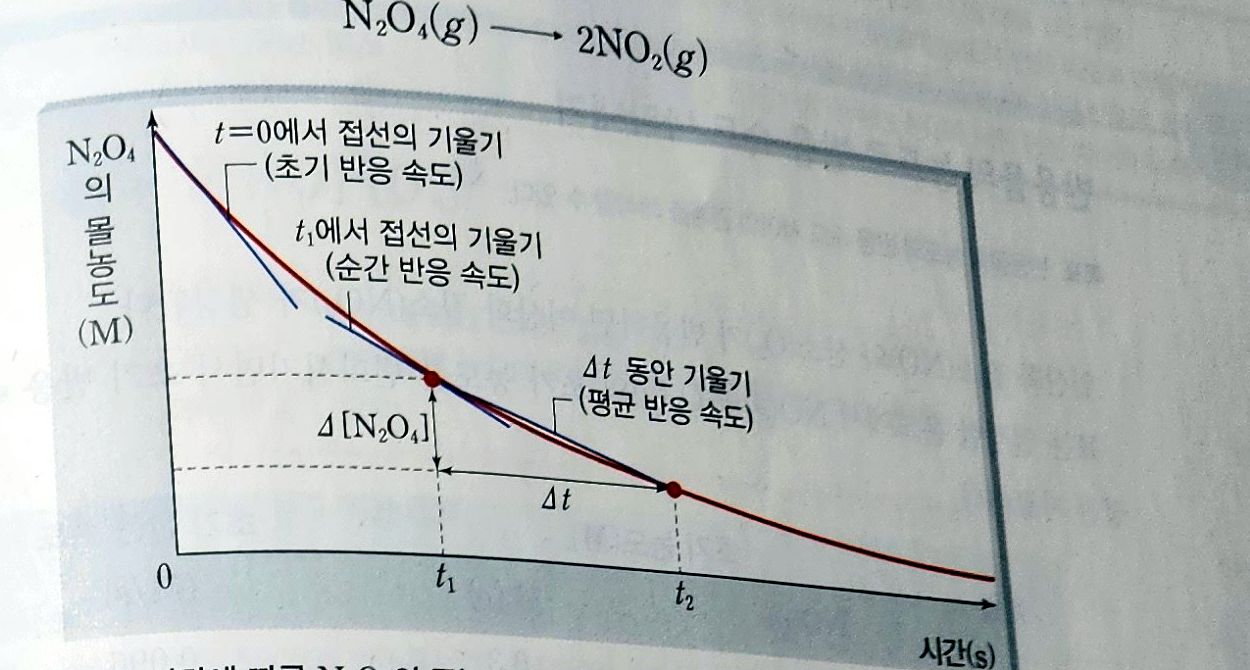 N₂O₄(g) ⟶ 2NO₂(g)
N₂O₄
의
몰
농
도
(M)
t=0에서 접선의 기울기
(초기 반응 속도)
t₁에서 접선의 기울기
(순간 반응 속도)
Δt 동안 기울기
(평균 반응 속도)
Δ[N₂O₄]
Δt
0
t₁
t₂
시간(s)